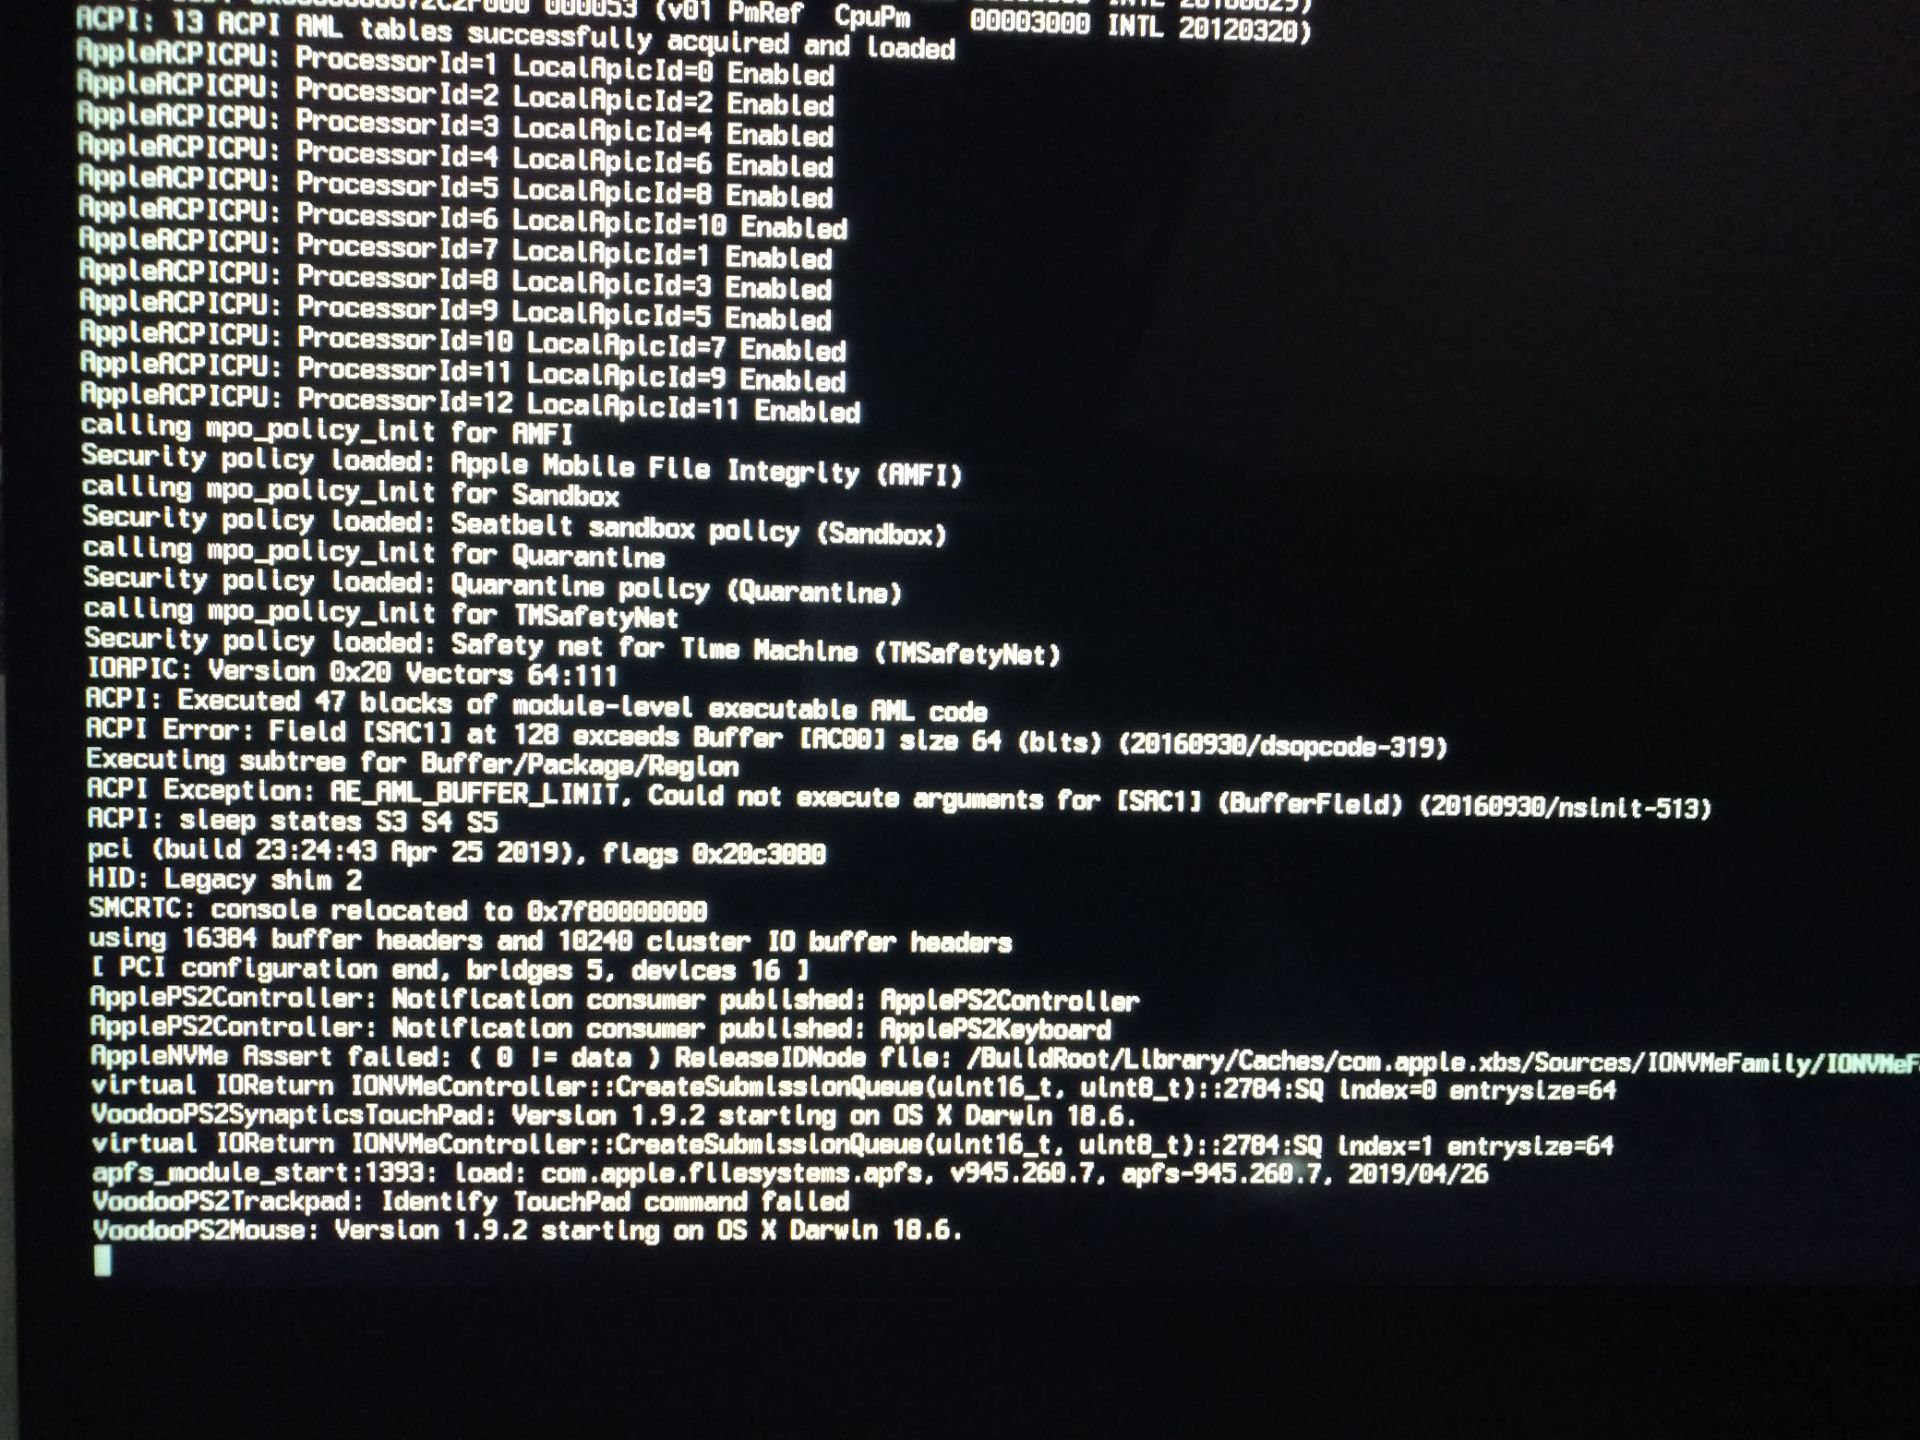 000053 (v01 PmRef CpuPm 00003000 INTL 20120320)
ACPI: 13 ACPI AML tables successfully acquired and loaded
AppleACPICPU: ProcessorId=1 LocalApicId=0 Enabled
AppleACPICPU: ProcessorId=2 LocalApicId=2 Enabled
AppleACPICPU: ProcessorId=3 LocalApicId=4 Enabled
AppleACPICPU: ProcessorId=4 LocalApicId=6 Enabled
AppleACPICPU: ProcessorId=5 LocalApicId=8 Enabled
AppleACPICPU: ProcessorId=6 LocalApicId=10 Enabled
AppleACPICPU: ProcessorId=7 LocalApicId=1 Enabled
AppleACPICPU: ProcessorId=8 LocalApicId=3 Enabled
AppleACPICPU: ProcessorId=9 LocalApicId=5 Enabled
AppleACPICPU: ProcessorId=10 LocalApicId=7 Enabled
AppleACPICPU: ProcessorId=11 LocalApicId=9 Enabled
AppleACPICPU: ProcessorId=12 LocalApicId=11 Enabled
calling mpo_policy_init for AMFI
Security policy loaded: Apple Mobile File Integrity (AMFI)
calling mpo_policy_init for Sandbox
Security policy loaded: Seatbelt sandbox policy (Sandbox)
calling mpo_policy_init for Quarantine
Security policy loaded: Quarantine policy (Quarantine)
calling mpo_policy_init for TMSafetyNet
Security policy loaded: Safety net for Time Machine (TMSafetyNet)
IOAPIC: Version 0x20 Vectors 64:111
ACPI: Executed 47 blocks of module-level executable AML code
ACPI Error: Field [SAC1] at 128 exceeds Buffer [AC00] size 64 (bits) (20160930/dsopcode-319)
Executing subtree for Buffer/Package/Region
ACPI Exception: AE_AML_BUFFER_LIMIT, Could not execute arguments for [SAC1] (BufferField) (20160930/nsinit-513)
ACPI: sleep states S3 S4 S5
pci (build 23:24:43 Apr 25 2019), flags 0x20c3080
HID: Legacy shim 2
SMCRTC: console relocated to 0x7f80000000
using 16384 buffer headers and 10240 cluster IO buffer headers
[ PCI configuration end, bridges 5, devices 16 ]
ApplePS2Controller: Notification consumer published: ApplePS2Controller
ApplePS2Controller: Notification consumer published: ApplePS2Keyboard
AppleNVMe Assert failed: ( 0 != data ) ReleaseIDNode file: /BuildRoot/Library/Caches/com.apple.xbs/Sources/IONVMeFamily/IONVMeF
virtual IOReturn IONVMeController::CreateSubmissionQueue(uint16_t, uint8_t)::2784:SQ index=0 entrysize=64
VoodooPS2SynapticsTouchPad: Version 1.9.2 starting on OS X Darwin 18.6.
virtual IOReturn IONVMeController::CreateSubmissionQueue(uint16_t, uint8_t)::2784:SQ index=1 entrysize=64
apfs_module_start:1393: load: com.apple.filesystems.apfs, v945.260.7, apfs-945.260.7, 2019/04/26
VoodooPS2Trackpad: Identify TouchPad command failed
VoodooPS2Mouse: Version 1.9.2 starting on OS X Darwin 18.6.